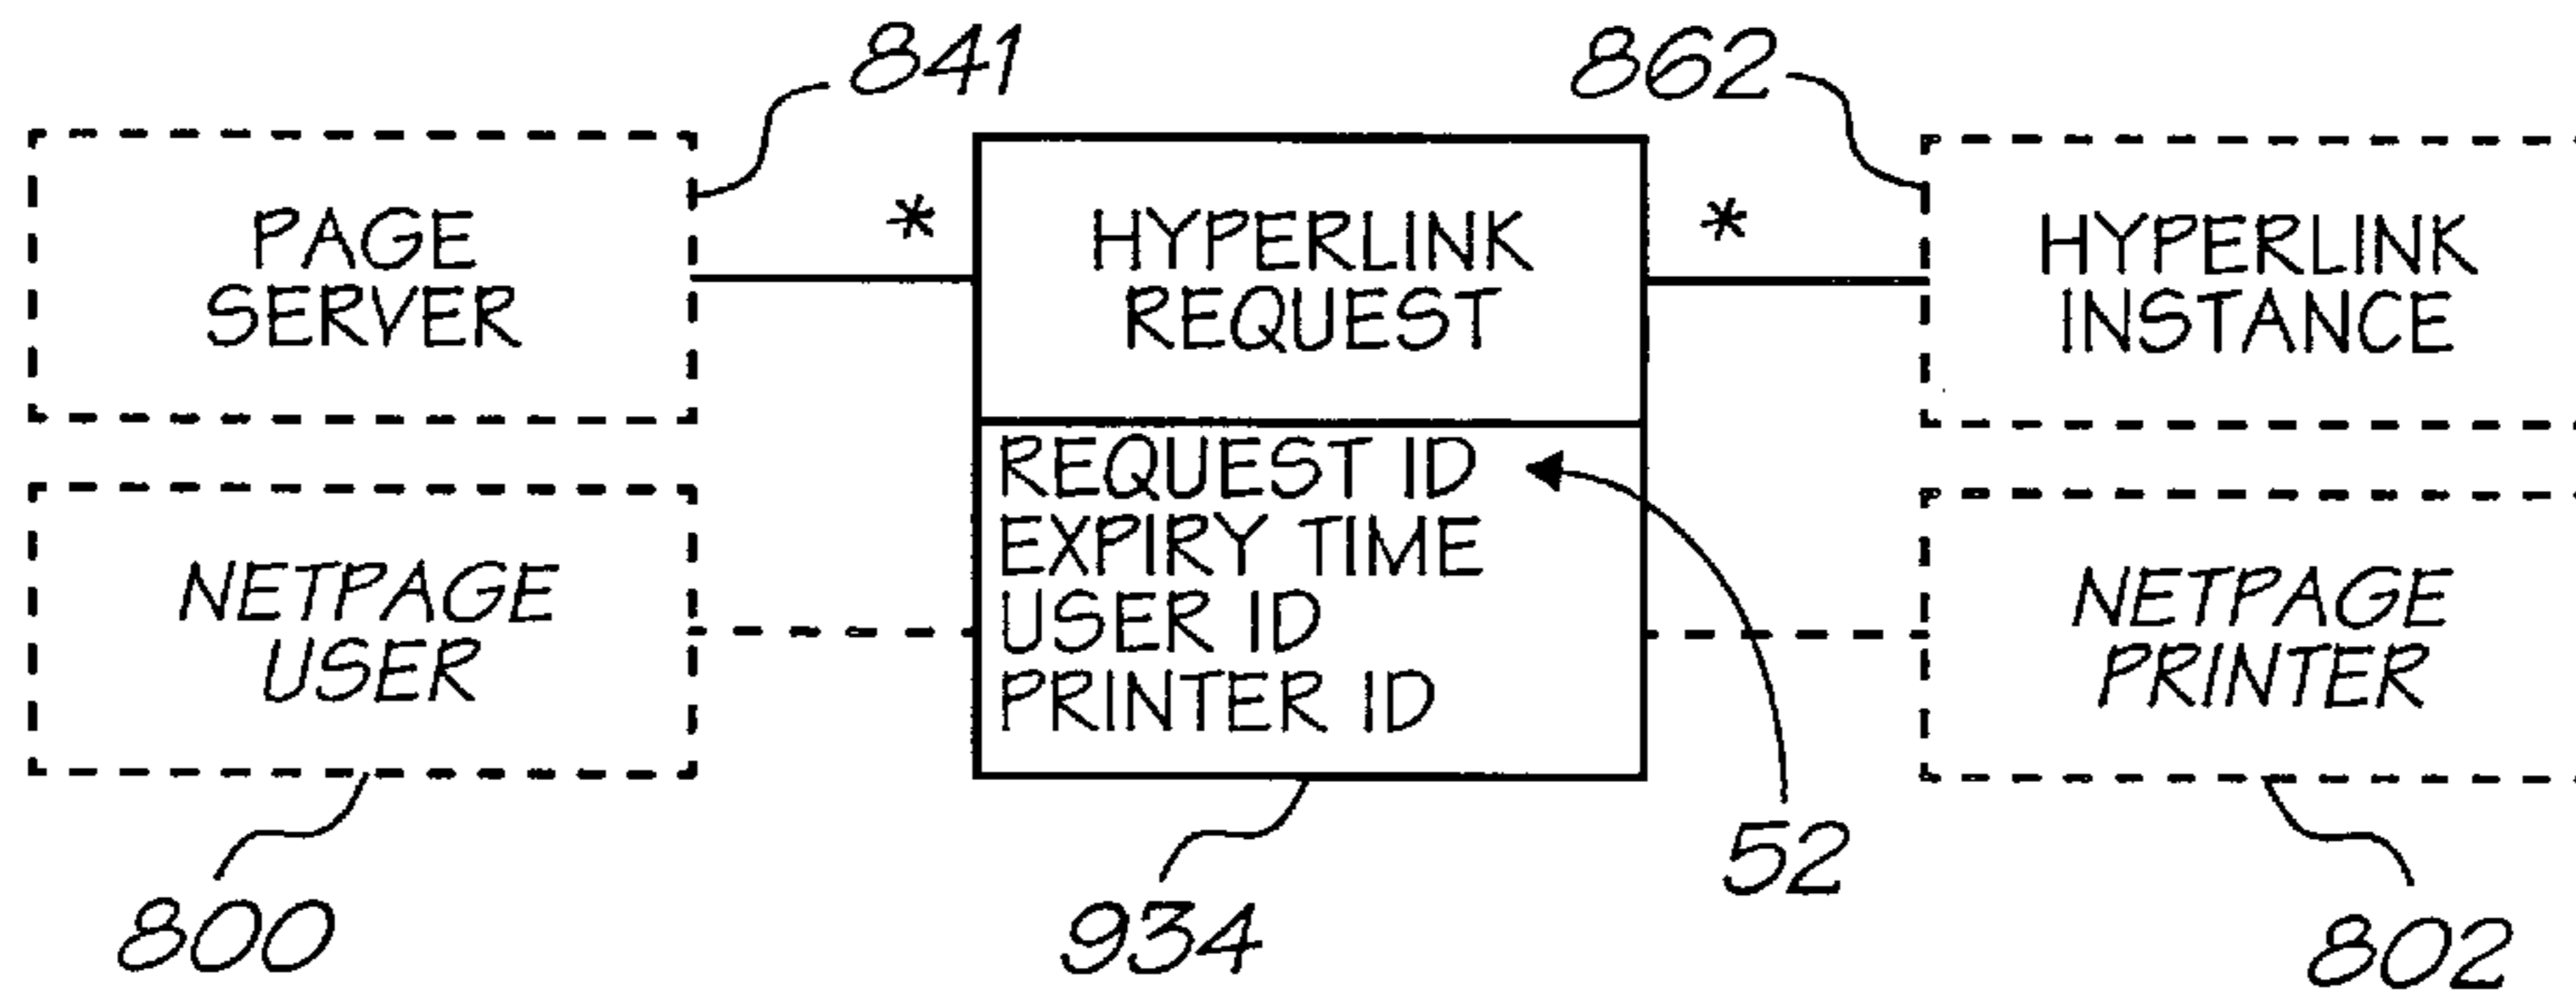 841
862
PAGE
SERVER
*
HYPERLINK
REQUEST
*
HYPERLINK
INSTANCE
NETPAGE
USER
REQUEST ID
EXPIRY TIME
USER ID
PRINTER ID
NETPAGE
PRINTER
800
934
52
802